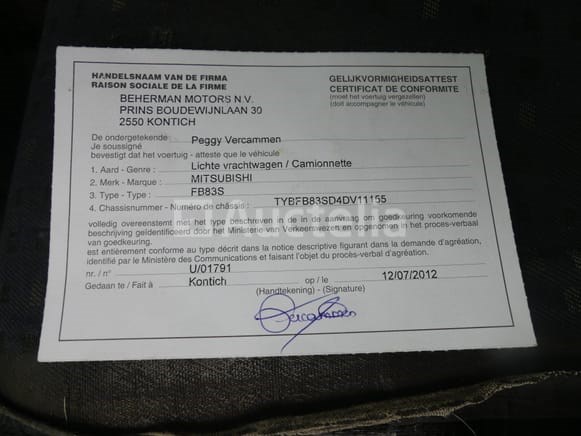 HANDELSNAAM VAN DE FIRMA
RAISON SOCIALE DE LA FIRME
BEHERMAN MOTORS N.V.
PRINS BOUDEWIJNLAAN 30
2550 KONTICH
GELIJKVORMIGHEIDSATTEST
CERTIFICAT DE CONFORMITE
(moet het voertuig vergezellen)
(doit accompagner le véhicule)
De ondergetekende : Peggy Vercammen
Je soussigné
bevestigt dat het voertuig - atteste que le véhicule
1. Aard - Genre : Lichte vrachtwagen / Camionnette
2. Merk - Marque : MITSUBISHI
3. Type - Type : FB83S
4. Chassisnummer - Numéro de châssis : TYBFB83SD4DV11155
volledig overeenstemt met het type beschreven in de in de aanvraag om goedkeuring voorkomende
beschrijving geïdentificeerd door het Ministerie van Verkeerswezen en opgenomen in het proces-verbaal
van goedkeuring.
est entièrement conforme au type décrit dans la notice descriptive figurant dans la demande d'agréation,
identifié par le Ministère des Communications et faisant l'objet du procès-verbal d'agréation.
nr. / n° U/01791
Gedaan te / Fait à Kontich op / le 12/07/2012
(Handtekening) - (Signature)